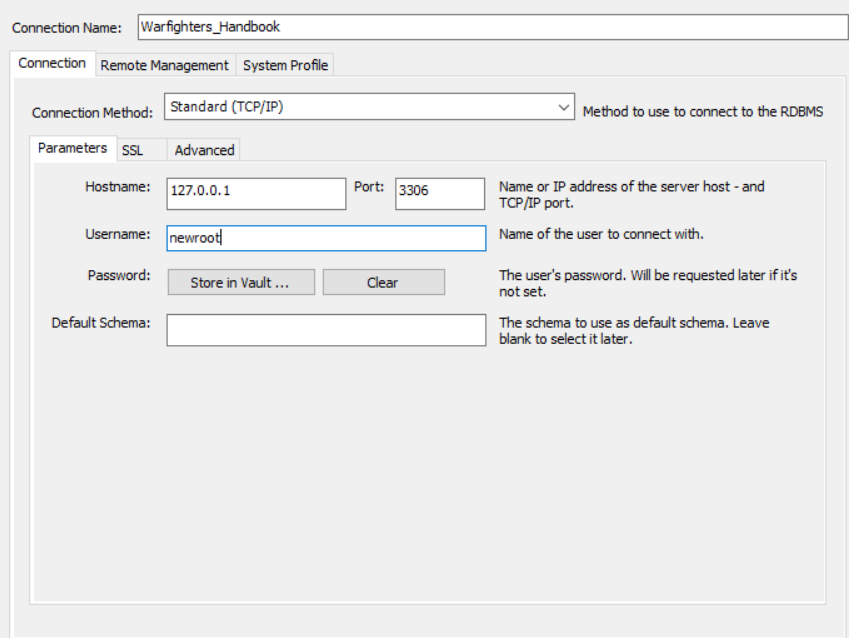 Connection Name: Warfighters_Handbook
Connection Remote Management System Profile
Connection Method: Standard (TCP/IP) Method to use to connect to the RDBMS
Parameters SSL Advanced
Hostname: 127.0.0.1 Port: 3306 Name or IP address of the server host - and
TCP/IP port.
Username: newroot Name of the user to connect with.
Password: Store in Vault ... Clear The user's password. Will be requested later if it's
not set.
Default Schema: The schema to use as default schema. Leave
blank to select it later.